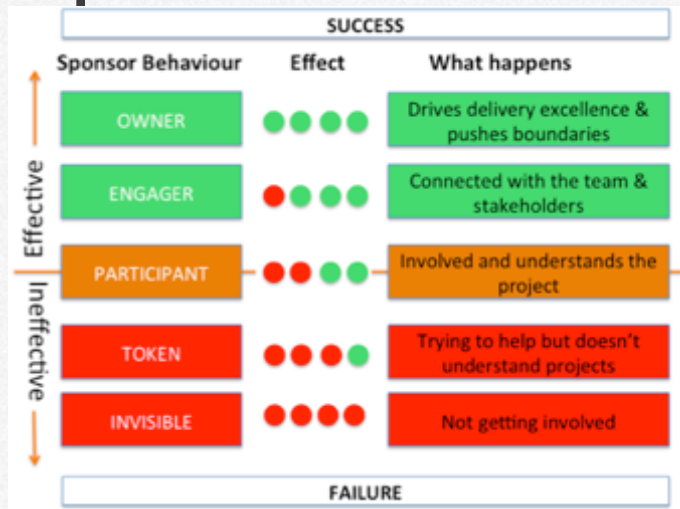 SUCCESS
Sponsor Behaviour Effect What happens
OWNER
Drives delivery excellence &
pushes boundaries
ENGAGER
Connected with the team &
stakeholders
PARTICIPANT
Involved and understands the
project
TOKEN
Trying to help but doesn't
understand projects
INVISIBLE
Not getting involved
FAILURE
Effective
Ineffective